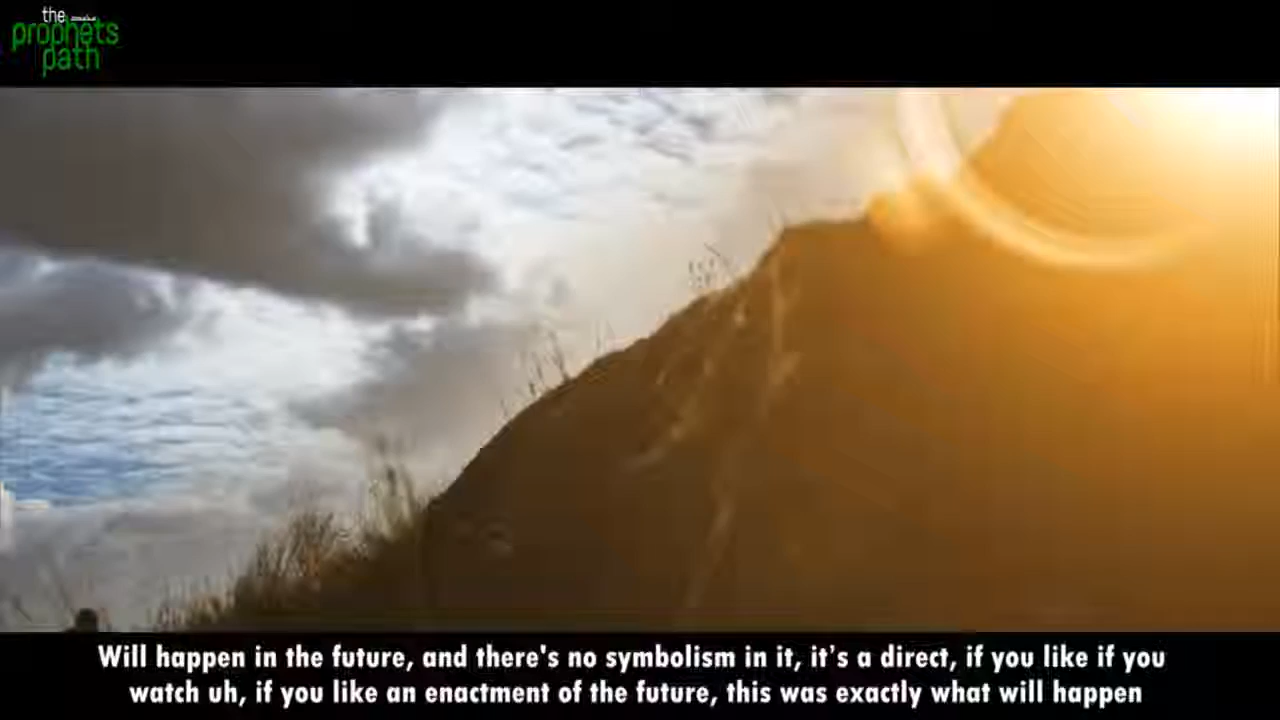 the
prophets
path
Will happen in the future, and there's no symbolism in it, it's a direct, if you like if you
watch uh, if you like an enactment of the future, this was exactly what will happen